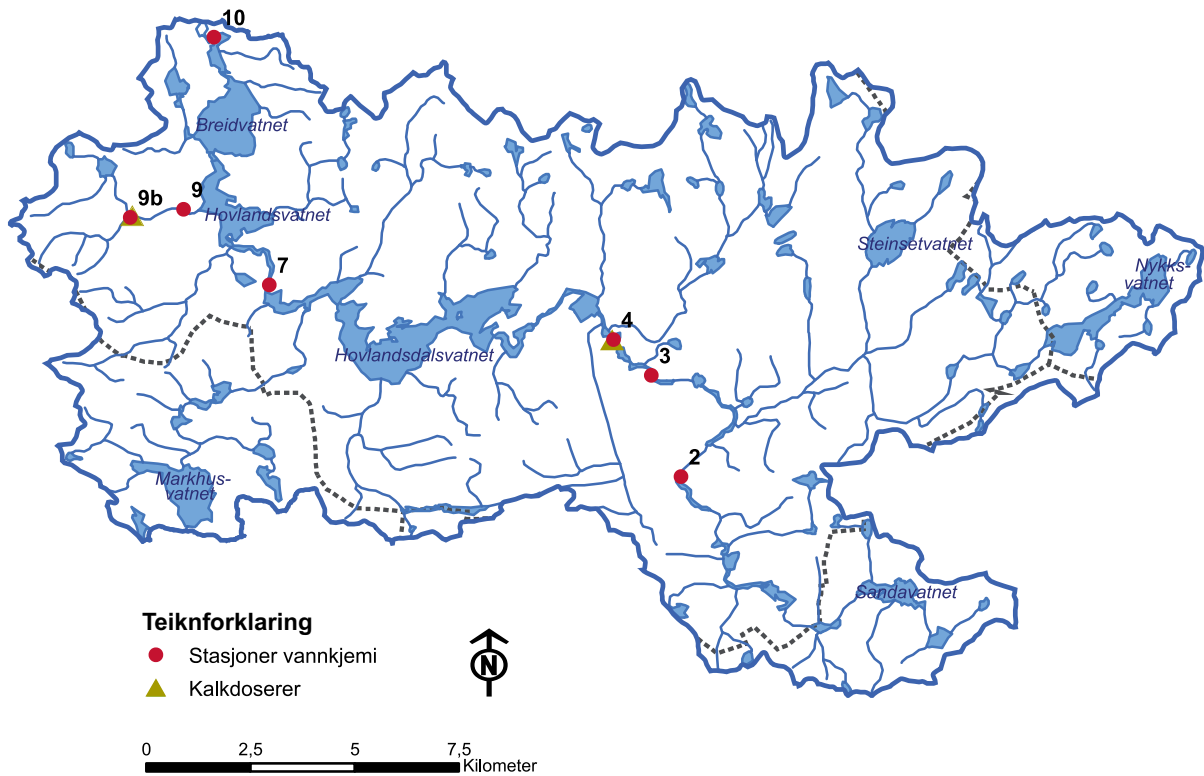 10
Breidvatnet
9b
9
Hovlandsvatnet
Steinsetvatnet
Nykks-
vatnet
7
4
Hovlandsdalsvatnet
3
2
Markhus-
vatnet
Sandavatnet
Teiknforklaring
Stasjoner vannkjemi
Kalkdoserer
N
0 2,5 5 7,5
Kilometer